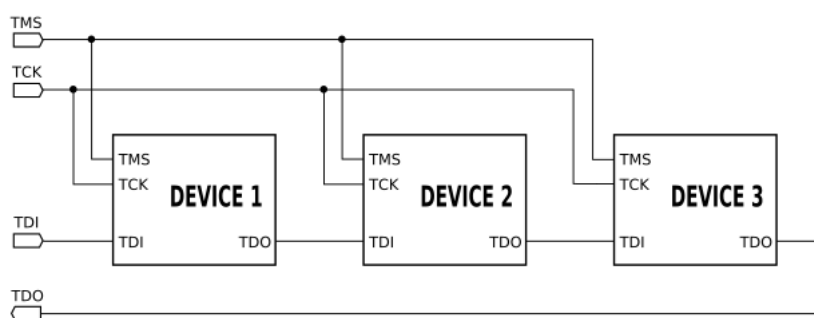 TMS
TCK
TMS
TCK
DEVICE 1
TDI
TDO
TMS
TCK
DEVICE 2
TDI
TDO
TMS
TCK
DEVICE 3
TDI
TDO
TDI
TDO